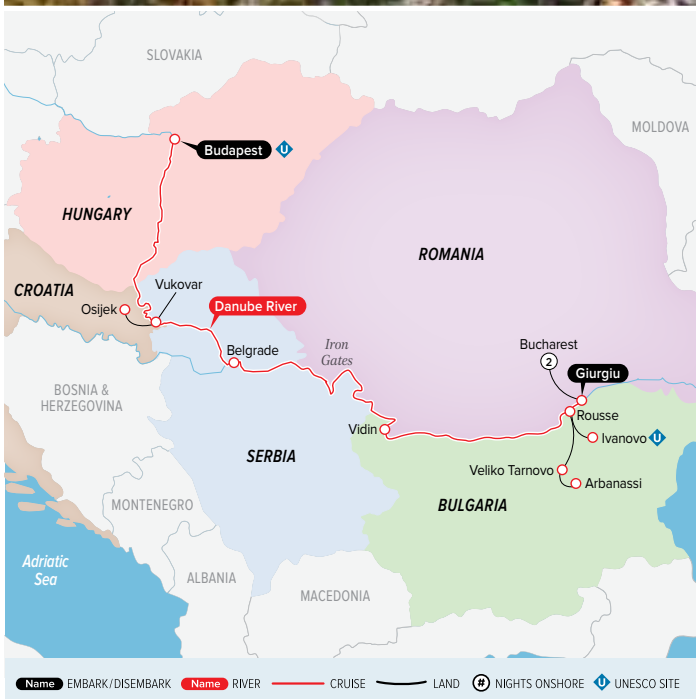 SLOVAKIA
MOLDOVA
Budapest U
HUNGARY
ROMANIA
CROATIA
Vukovar
Osijek
Danube River
Iron
Gates
Belgrade
Bucharest
2
Giurgiu
BOSNIA &
HERZEGOVINA
Rousse
Vidin
Ivanovo U
SERBIA
Veliko Tarnovo
Arbanassi
BULGARIA
MONTENEGRO
Adriatic
Sea
ALBANIA
MACEDONIA
Name EMBARK/DISEMBARK Name RIVER CRUISE LAND # NIGHTS ONSHORE U UNESCO SITE